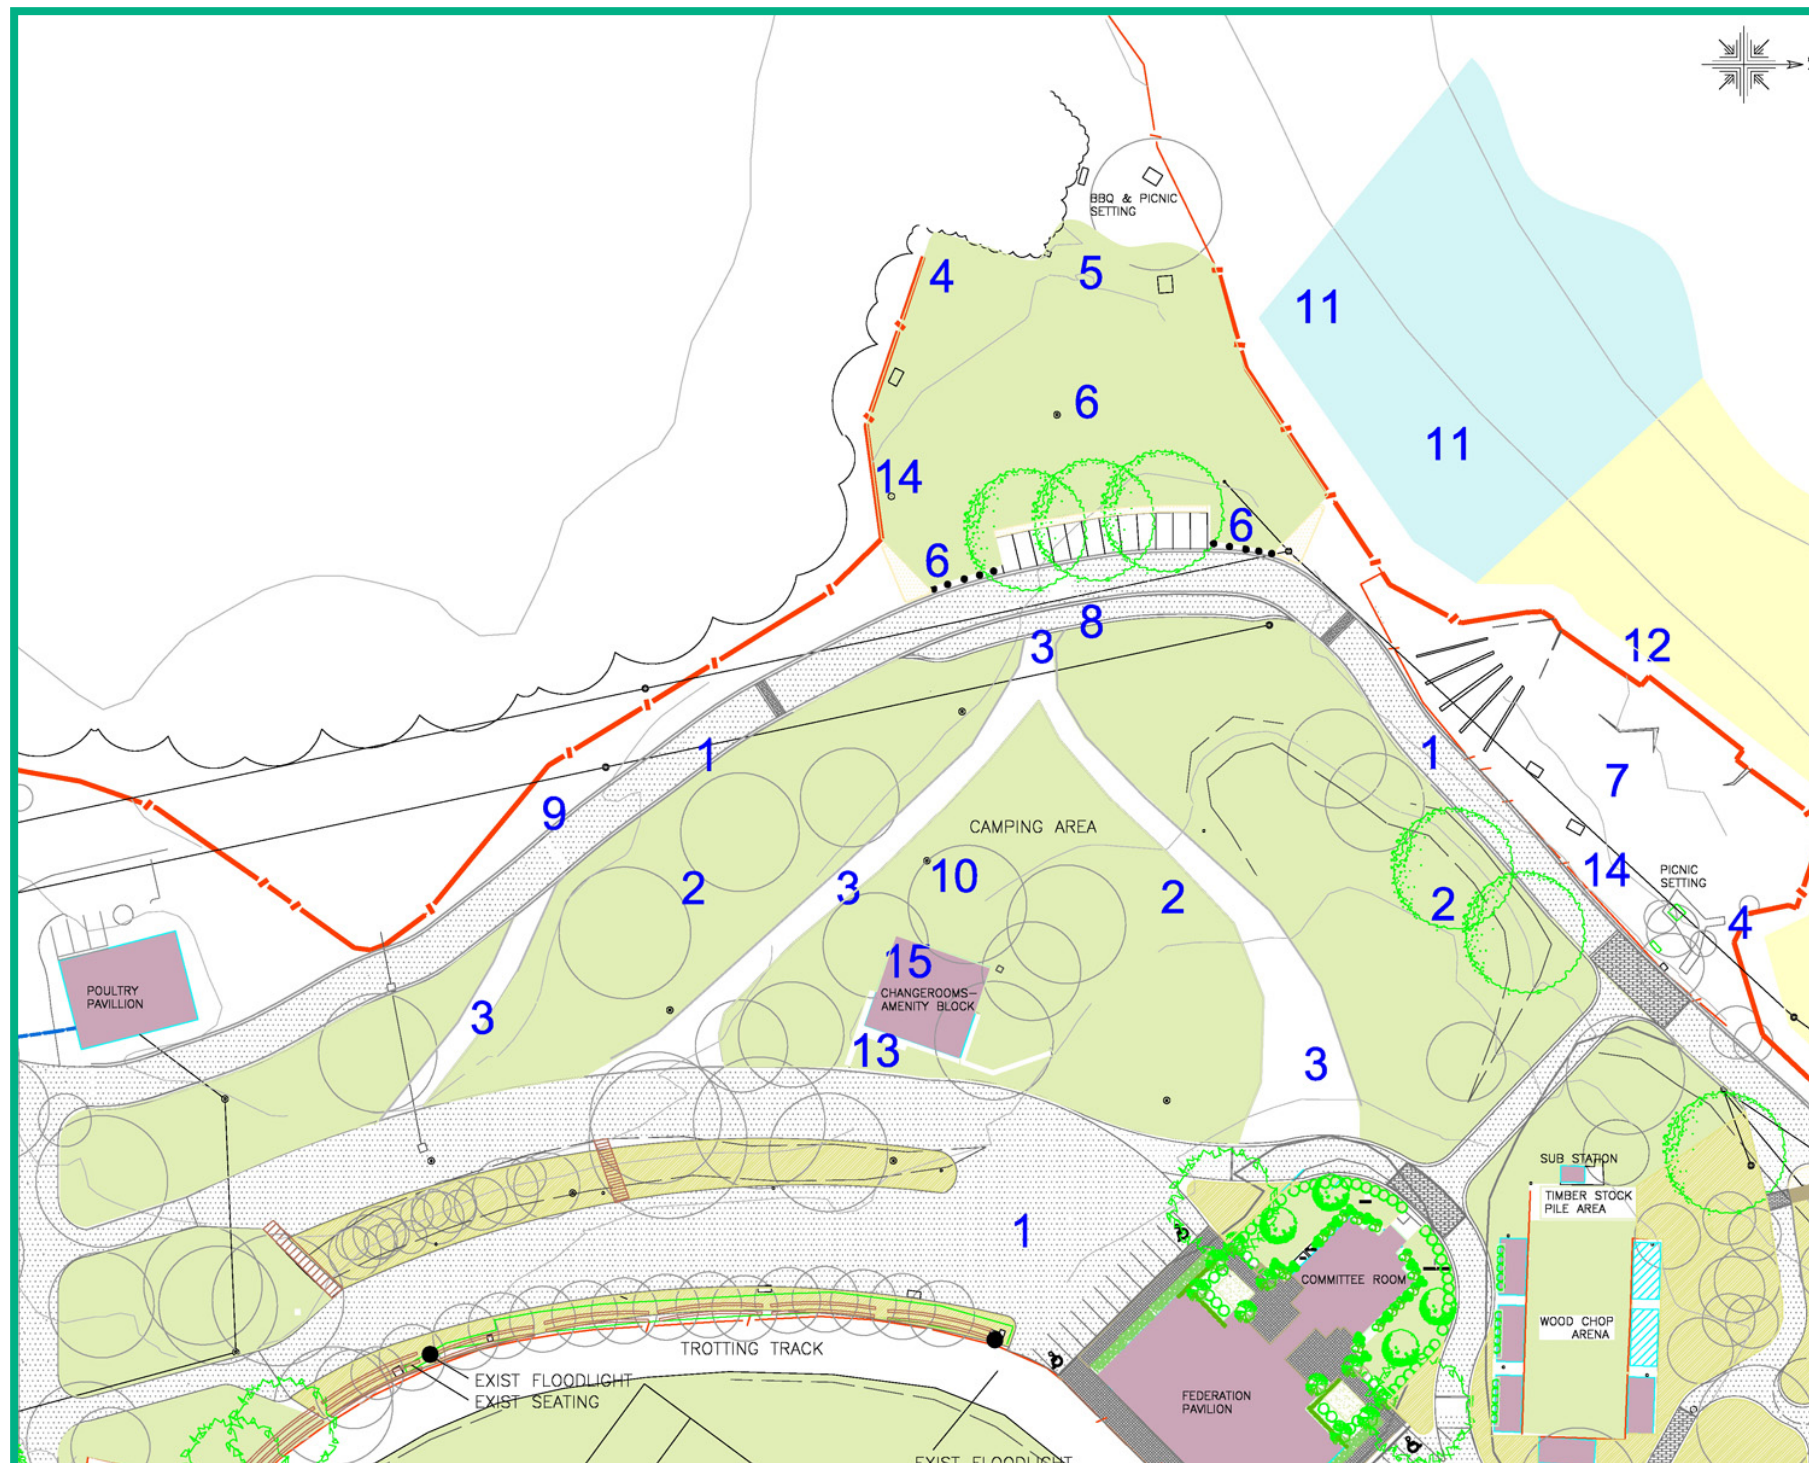 BBQ & PICNIC
SETTING
4
5
11
6
11
14
6
6
8
3
12
1
1
7
9
CAMPING AREA
2
3
10
2
2
14
PICNIC
SETTING
4
15
POULTRY
PAVILLION
CHANGEROOMS-
AMENITY BLOCK
3
13
3
SUB STATION
TIMBER STOCK
PILE AREA
1
COMMITTEE ROOM
WOOD CHOP
ARENA
TROTTING TRACK
EXIST FLOODLIGHT
EXIST SEATING
FEDERATION
PAVILION
EXIST FLOODLIGHT